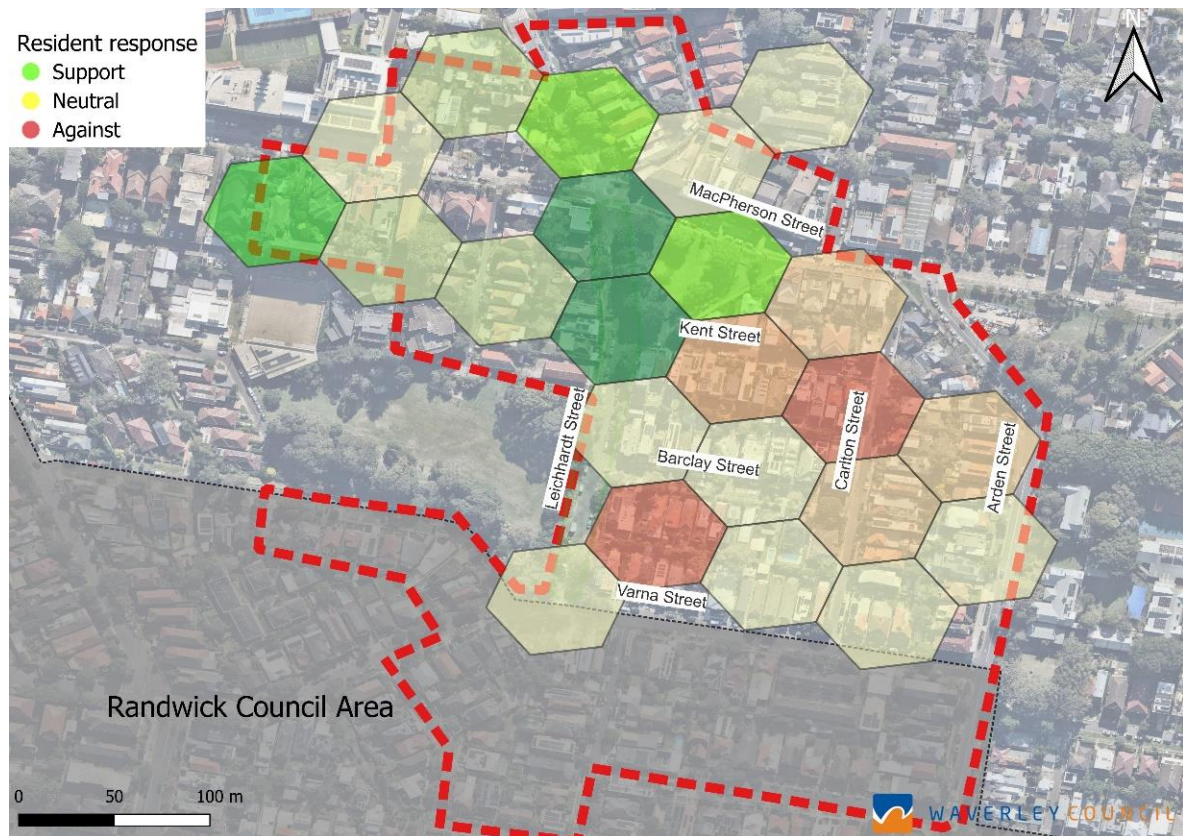 Resident response
Support
Neutral
Against
N
MacPherson Street
Kent Street
Leichhardt Street
Barclay Street
Carlton Street
Arden Street
Varna Street
Randwick Council Area
0 50 100 m
WAVERLEY COUNCIL